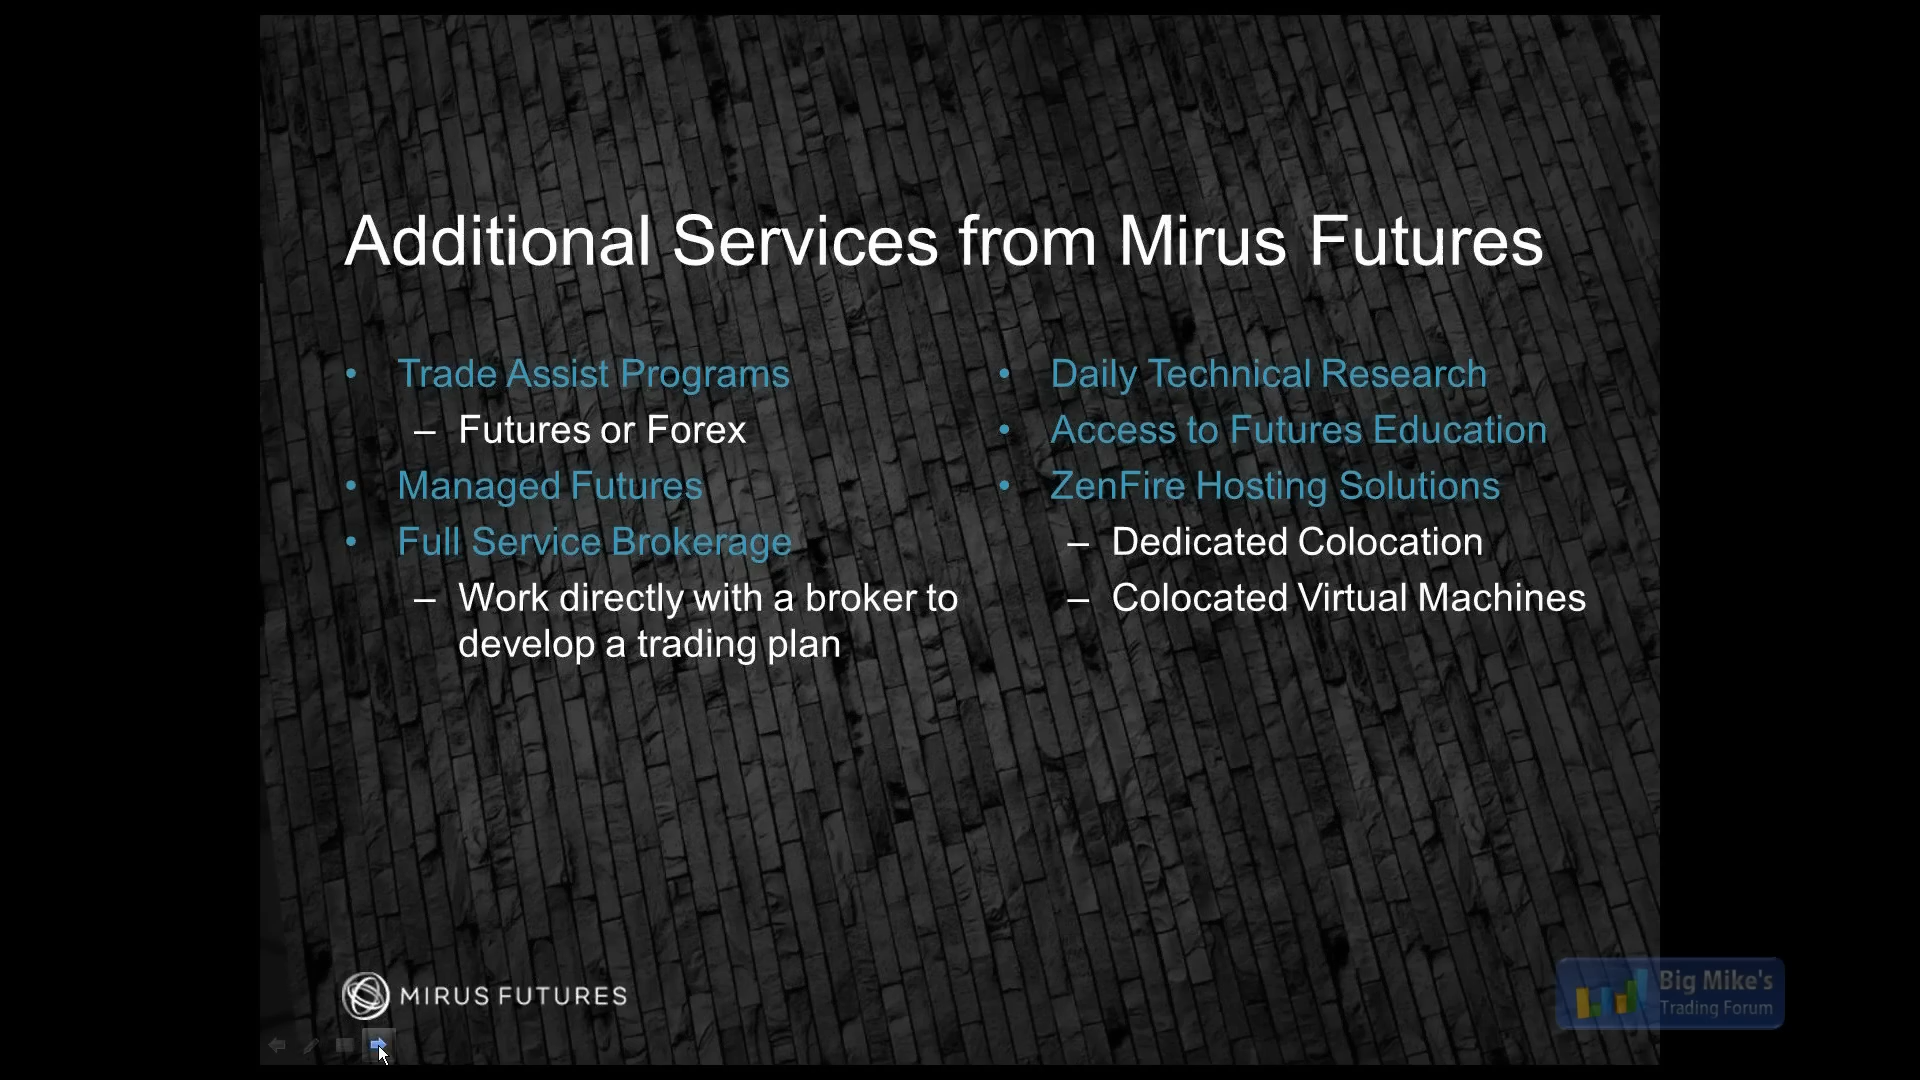 Additional Services from Mirus Futures
• Trade Assist Programs
– Futures or Forex
• Managed Futures
• Full Service Brokerage
– Work directly with a broker to
develop a trading plan
• Daily Technical Research
• Access to Futures Education
• ZenFire Hosting Solutions
– Dedicated Colocation
– Colocated Virtual Machines
MIRUS FUTURES
Big Mike's
Trading Forum